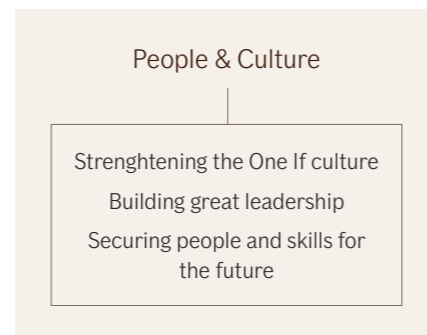 People & Culture
Strenghtening the One If culture
Building great leadership
Securing people and skills for
the future